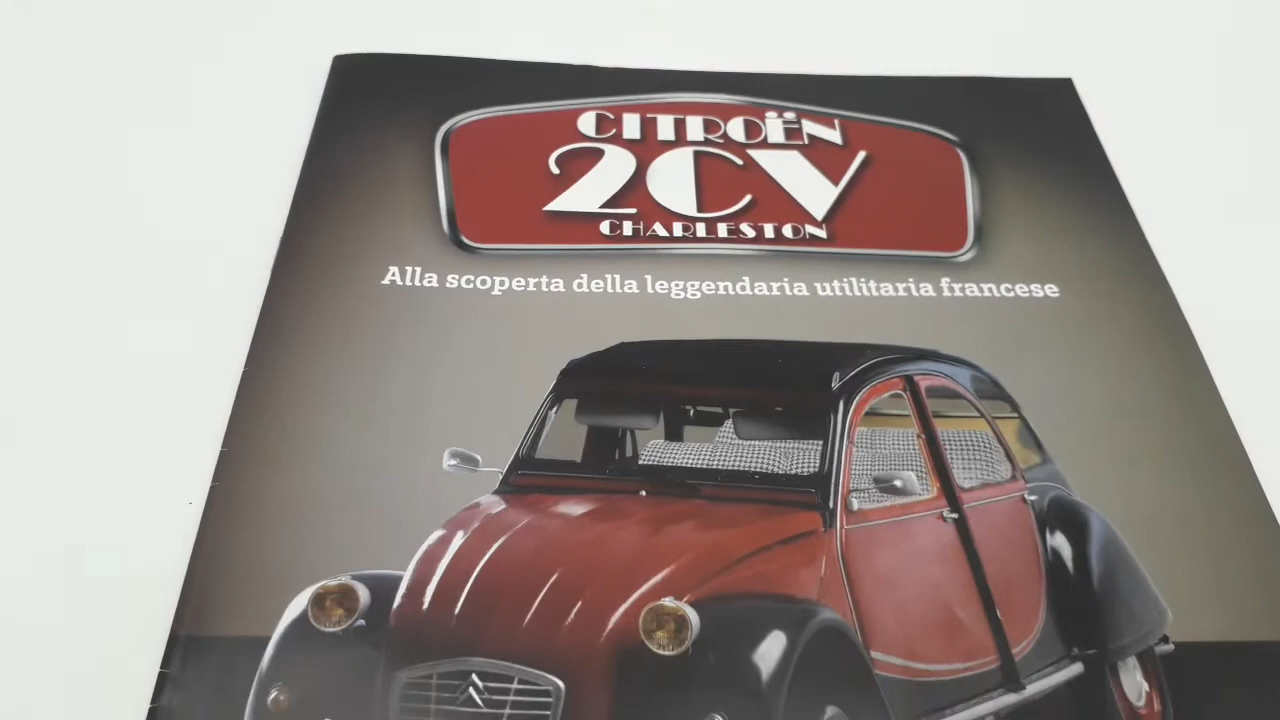 CITROËN
2CV
CHARLESTON
Alla scoperta della leggendaria utilitaria francese